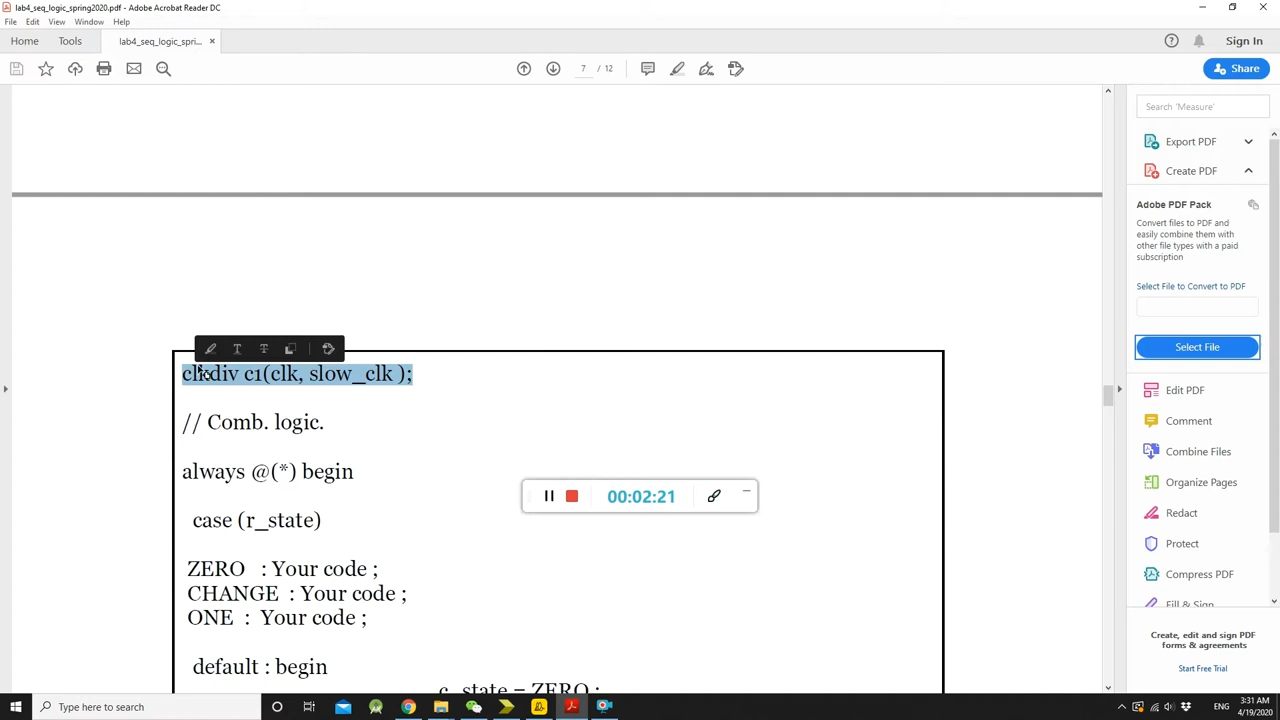 lab4_seq_logic_spring2020.pdf - Adobe Acrobat Reader DC
File Edit View Window Help
Home Tools lab4_seq_logic_spri... Sign In
7 / 12
Share
Search 'Measure'
Export PDF
Create PDF
Adobe PDF Pack
Convert files to PDF and
easily combine them with
other file types with a paid
subscription
Select File to Convert to PDF
Select File
Edit PDF
Comment
Combine Files
Organize Pages
Redact
Protect
Compress PDF
Fill & Sign
Create, edit and sign PDF
forms & agreements
Start Free Trial
clkdiv c1(clk, slow_clk );
// Comb. logic.
always @(*) begin
case (r_state)
ZERO : Your code ;
CHANGE : Your code ;
ONE : Your code ;
default : begin
c_state = ZERO ;
00:02:21
Type here to search
ENG
3:31 AM
4/19/2020